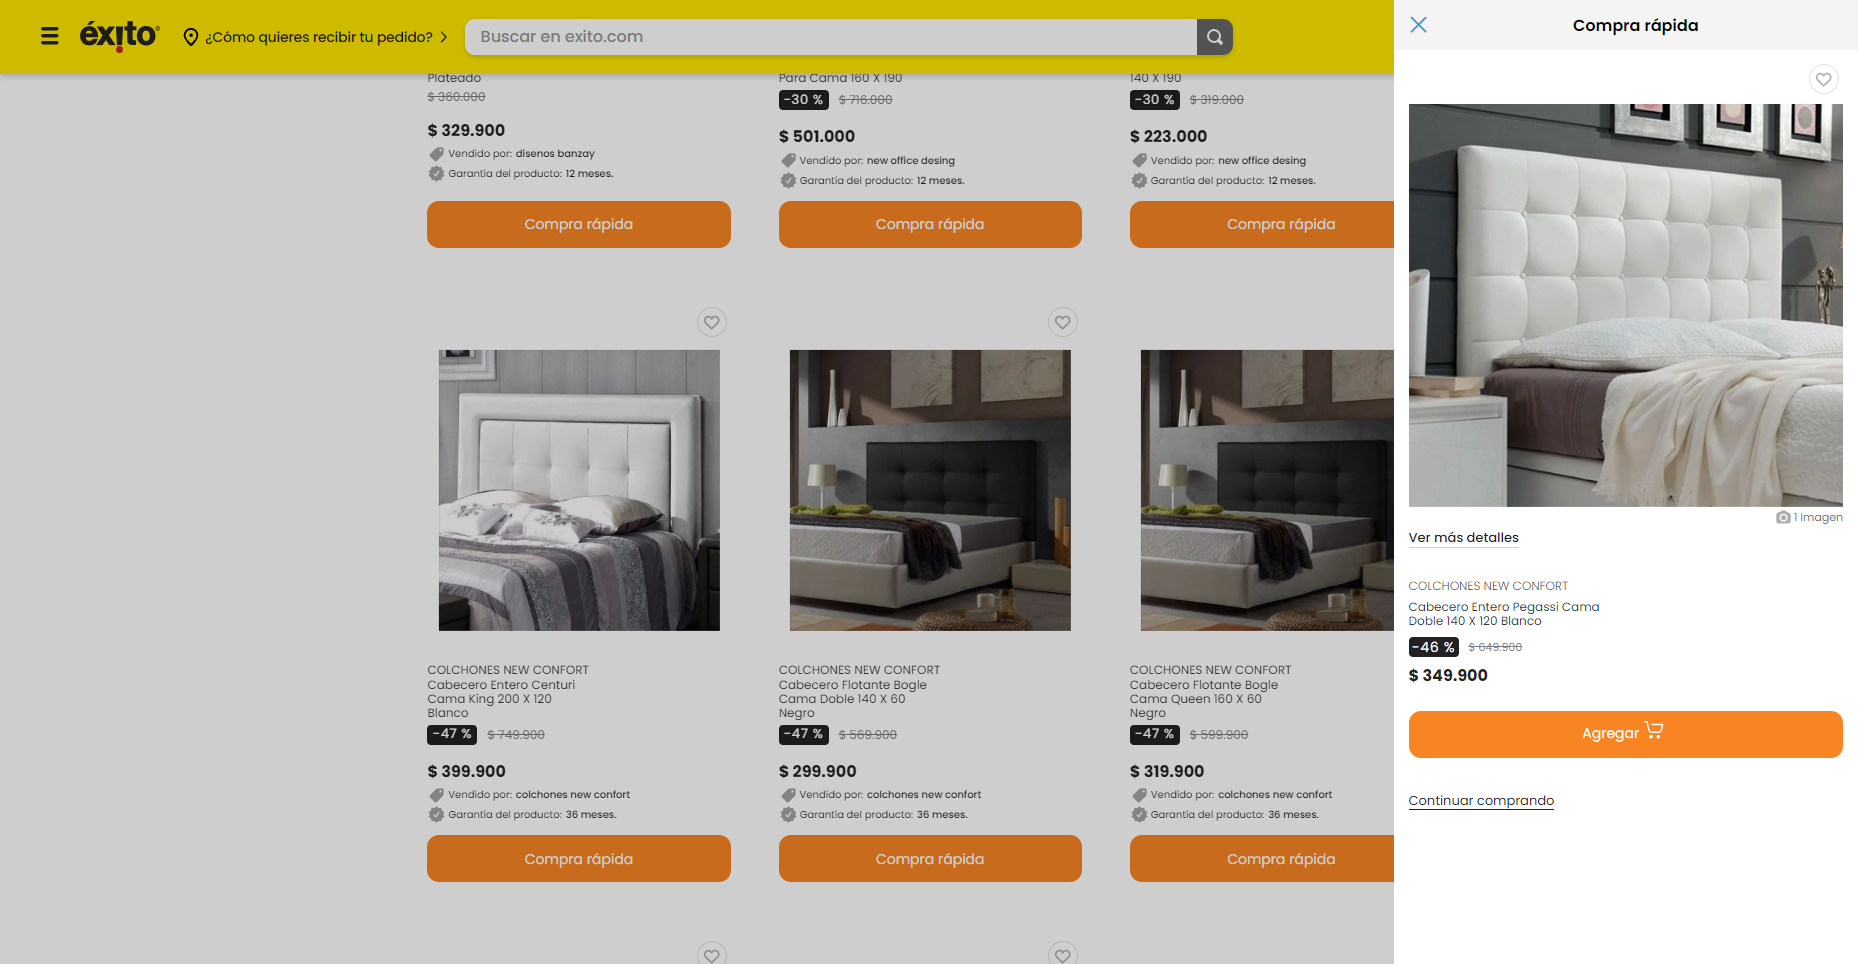 éxito
¿Cómo quieres recibir tu pedido?
Buscar en exito.com
Plateado
$ 360.000
$ 329.900
Vendido por: disenos banzay
Garantía del producto: 12 meses.
Compra rápida
Para Cama 160 X 190
-30 % $ 716.000
$ 501.000
Vendido por: new office desing
Garantía del producto: 12 meses.
Compra rápida
140 X 190
-30 % $ 319.000
$ 223.000
Vendido por: new office desing
Garantía del producto: 12 meses.
Compra rápida
COLCHONES NEW CONFORT
Cabecero Entero Centuri
Cama King 200 X 120
Blanco
-47 % $ 749.900
$ 399.900
Vendido por: colchones new confort
Garantía del producto: 36 meses.
Compra rápida
COLCHONES NEW CONFORT
Cabecero Flotante Bogle
Cama Doble 140 X 60
Negro
-47 % $ 569.900
$ 299.900
Vendido por: colchones new confort
Garantía del producto: 36 meses.
Compra rápida
COLCHONES NEW CONFORT
Cabecero Flotante Bogle
Cama Queen 160 X 60
Negro
-47 % $ 599.900
$ 319.900
Vendido por: colchones new confort
Garantía del producto: 36 meses.
Compra rápida
Compra rápida
1 Imagen
Ver más detalles
COLCHONES NEW CONFORT
Cabecero Entero Pegassi Cama
Doble 140 X 120 Blanco
-46 % $ 649.900
$ 349.900
Agregar
Continuar comprando